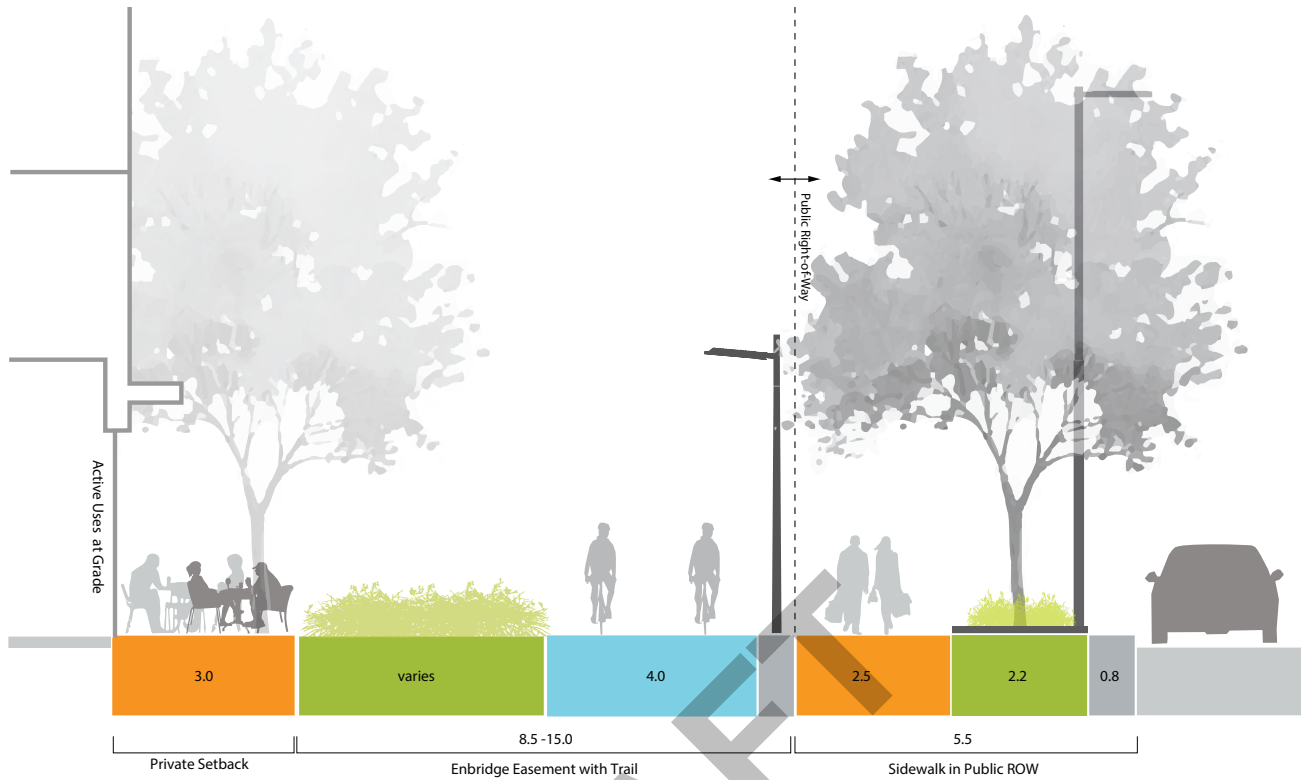 Public Right-of-Way
Active Uses at Grade
3.0
varies
4.0
2.5
2.2
0.8
8.5 -15.0
5.5
Private Setback
Enbridge Easement with Trail
Sidewalk in Public ROW